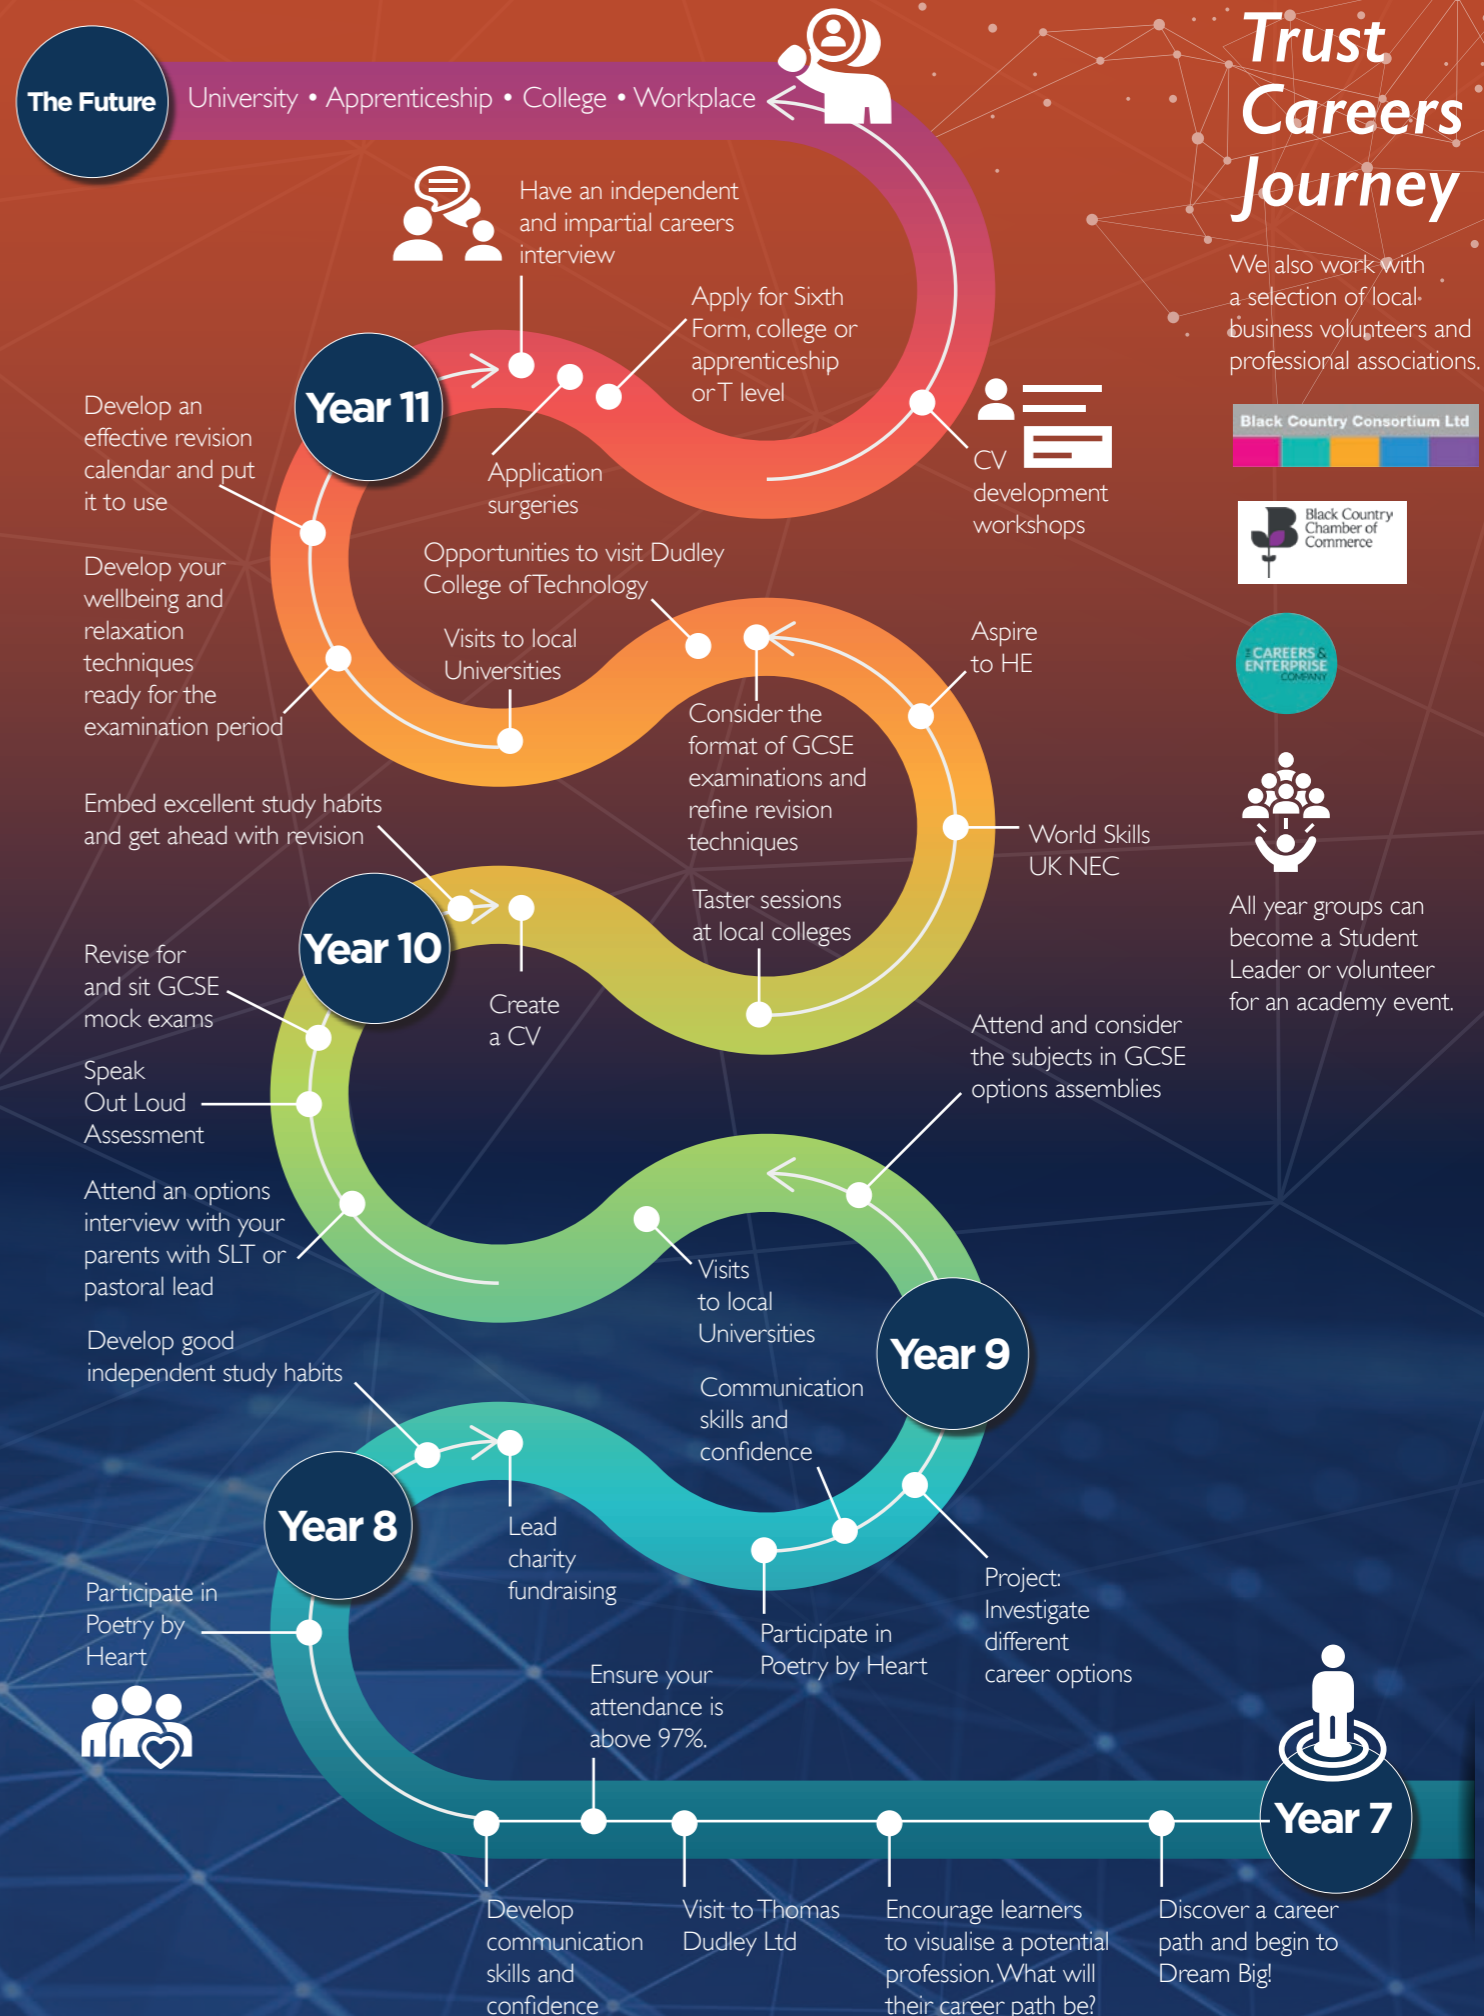 Trust
Careers
Journey
We also work with
a selection of local
business volunteers and
professional associations.
Black Country Consortium Ltd
Black Country
Chamber of
Commerce
THE CAREERS &
ENTERPRISE
COMPANY
All year groups can
become a Student
Leader or volunteer
for an academy event.
The Future
University • Apprenticeship • College • Workplace
Have an independent
and impartial careers
interview
Apply for Sixth
Form, college or
apprenticeship
or T level
Year 11
Application
surgeries
CV
development
workshops
Develop an
effective revision
calendar and put
it to use
Develop your
wellbeing and
relaxation
techniques
ready for the
examination period
Opportunities to visit Dudley
College of Technology
Visits to local
Universities
Consider the
format of GCSE
examinations and
refine revision
techniques
Aspire
to HE
World Skills
UK NEC
Taster sessions
at local colleges
Embed excellent study habits
and get ahead with revision
Year 10
Create
a CV
Revise for
and sit GCSE
mock exams
Speak
Out Loud
Assessment
Attend an options
interview with your
parents with SLT or
pastoral lead
Attend and consider
the subjects in GCSE
options assemblies
Visits
to local
Universities
Year 9
Communication
skills and
confidence
Project:
Investigate
different
career options
Participate in
Poetry by Heart
Develop good
independent study habits
Year 8
Lead
charity
fundraising
Participate in
Poetry by
Heart
Ensure your
attendance is
above 97%.
Year 7
Develop
communication
skills and
confidence
Visit to Thomas
Dudley Ltd
Encourage learners
to visualise a potential
profession. What will
their career path be?
Discover a career
path and begin to
Dream Big!